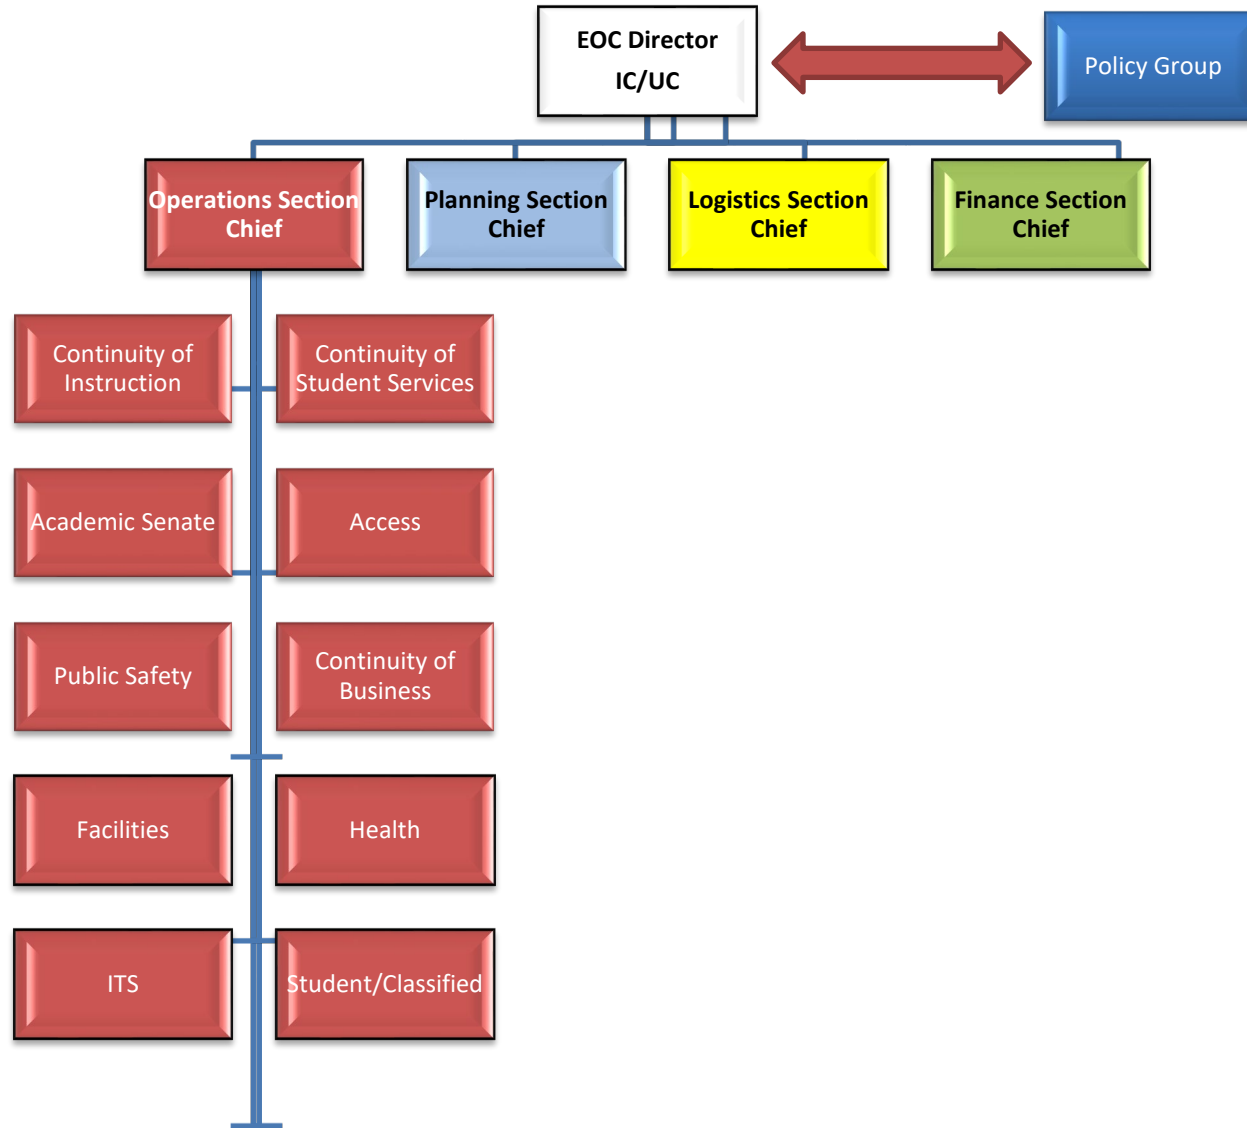 EOC Director
IC/UC
Policy Group
Operations Section
Chief
Planning Section
Chief
Logistics Section
Chief
Finance Section
Chief
Continuity of
Instruction
Continuity of
Student Services
Academic Senate
Access
Public Safety
Continuity of
Business
Facilities
Health
ITS
Student/Classified